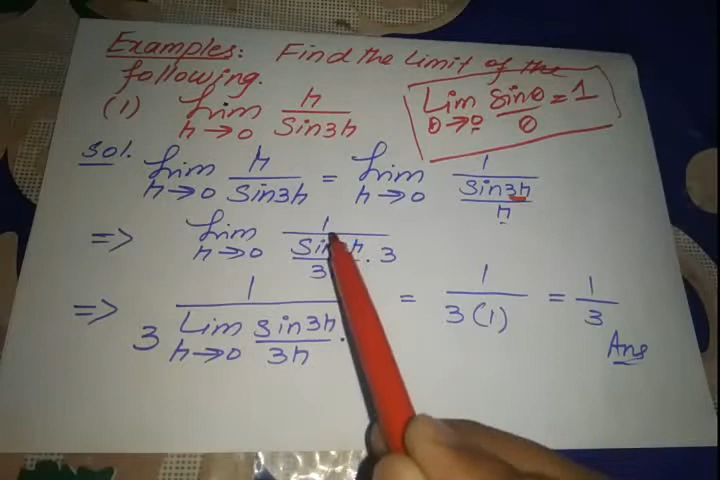 Examples: Find the limit of the
following.
(1) Lim h→0 h/Sin3h
Lim θ→0 Sinθ/θ = 1
Sol. Lim h→0 h/Sin3h = Lim h→0 1/(Sin3h/h)
=> Lim h→0 1/(Sin h/3 . 3
=> 1/(3 Lim h→0 Sin3h/3h . = 1/3(1) = 1/3
Ans